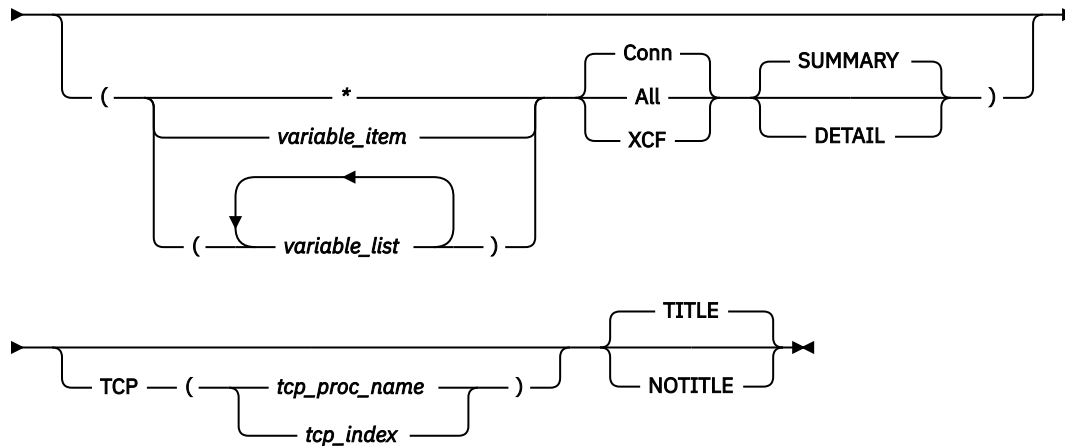 Conn SUMMARY
( * All )
variable_item XCF DETAIL
( variable_list )
TITLE
TCP ( tcp_proc_name ) NOTITLE
tcp_index